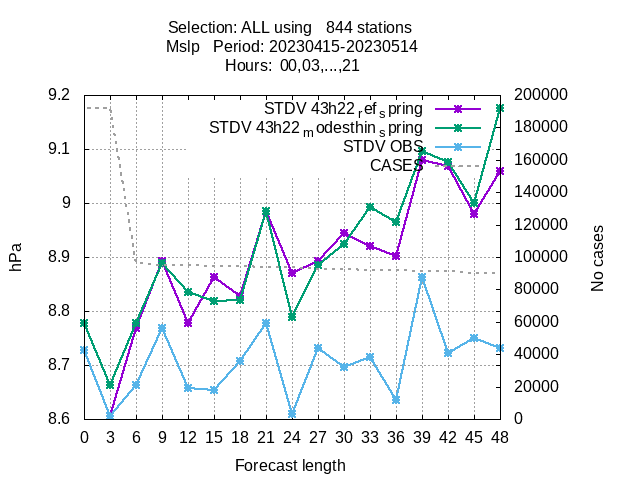 Selection: ALL using 844 stations
Mslp Period: 20230415-20230514
Hours: 00,03,...,21
STDV 43h22 ref spring
STDV 43h22 modesthin spring
STDV OBS
CASES
hPa
9.2
9.1
9
8.9
8.8
8.7
8.6
200000
180000
160000
140000
120000
100000
80000
60000
40000
20000
0
No cases
0 3 6 9 12 15 18 21 24 27 30 33 36 39 42 45 48
Forecast length